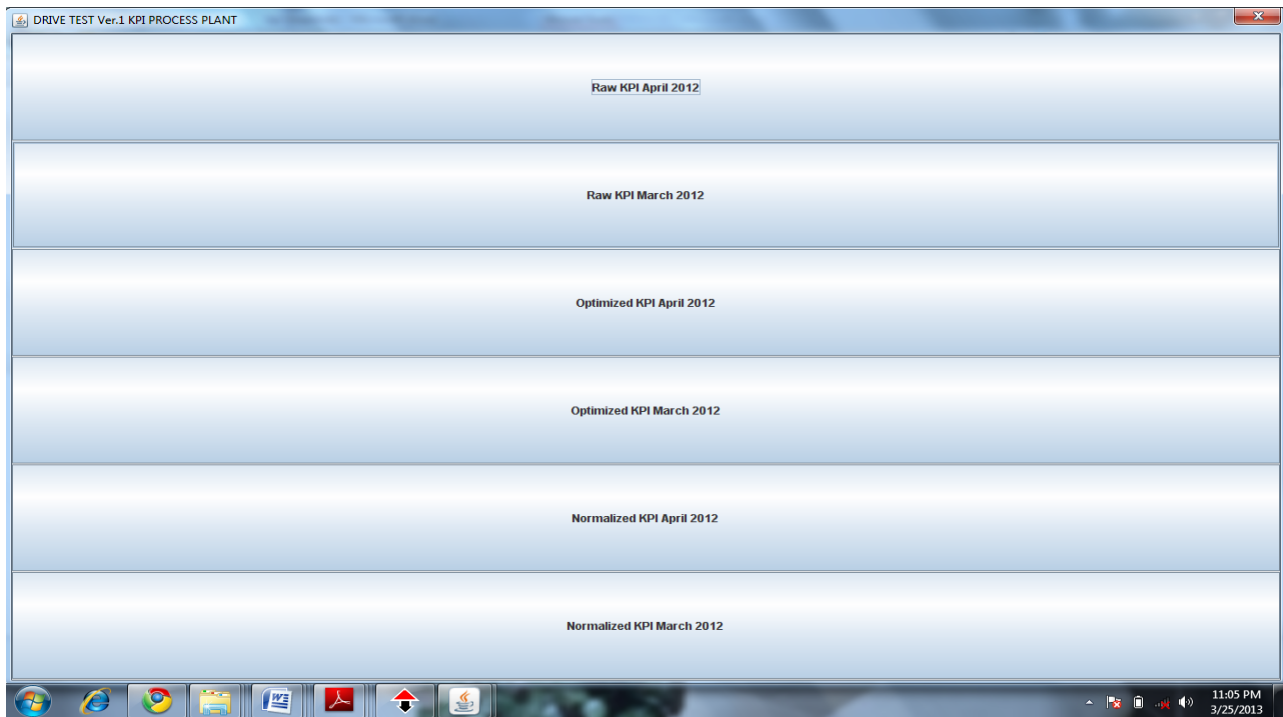 DRIVE TEST Ver.1 KPI PROCESS PLANT
Raw KPI April 2012
Raw KPI March 2012
Optimized KPI April 2012
Optimized KPI March 2012
Normalized KPI April 2012
Normalized KPI March 2012
11:05 PM
3/25/2013